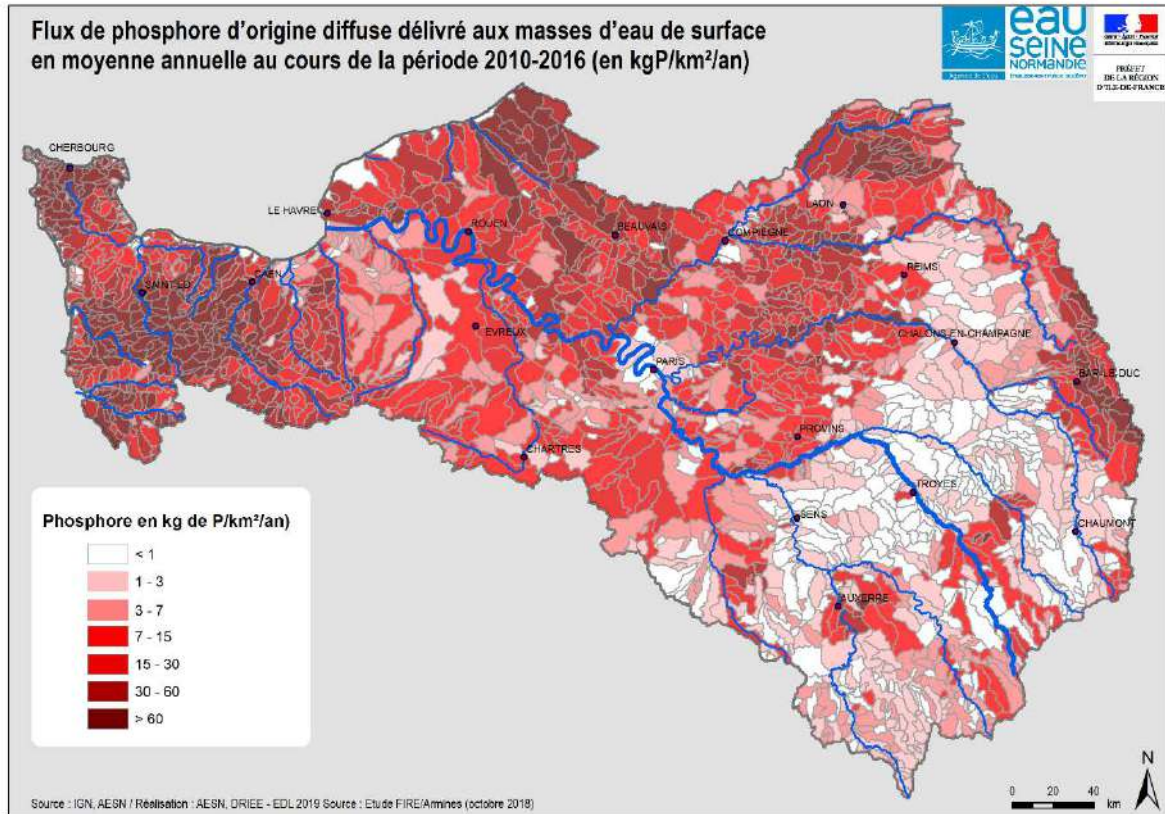 Flux de phosphore d'origine diffuse délivré aux masses d'eau de surface
en moyenne annuelle au cours de la période 2010-2016 (en kgP/km²/an)
eau
SEINE
NORMANDIE
PRÉFET
DE LA RÉGION
D'ILE-DE-FRANCE
CHERBOURG
LE HAVRE
ROUEN
BEAUVAIS
LAON
COMPIEGNE
SAINT-LO
CAEN
REIMS
EVREUX
CHALONS-EN-CHAMPAGNE
PARIS
BAR-LE-DUC
PROVINS
CHARTRES
TROYES
SENS
CHAUMONT
AUXERRE
Phosphore en kg de P/km²/an)
< 1
1 - 3
3 - 7
7 - 15
15 - 30
30 - 60
> 60
N
0 20 40
km
Source : IGN, AESN / Réalisation : AESN, DRIEE - EDL 2019 Source : Etude FIRE/Armines (octobre 2018)